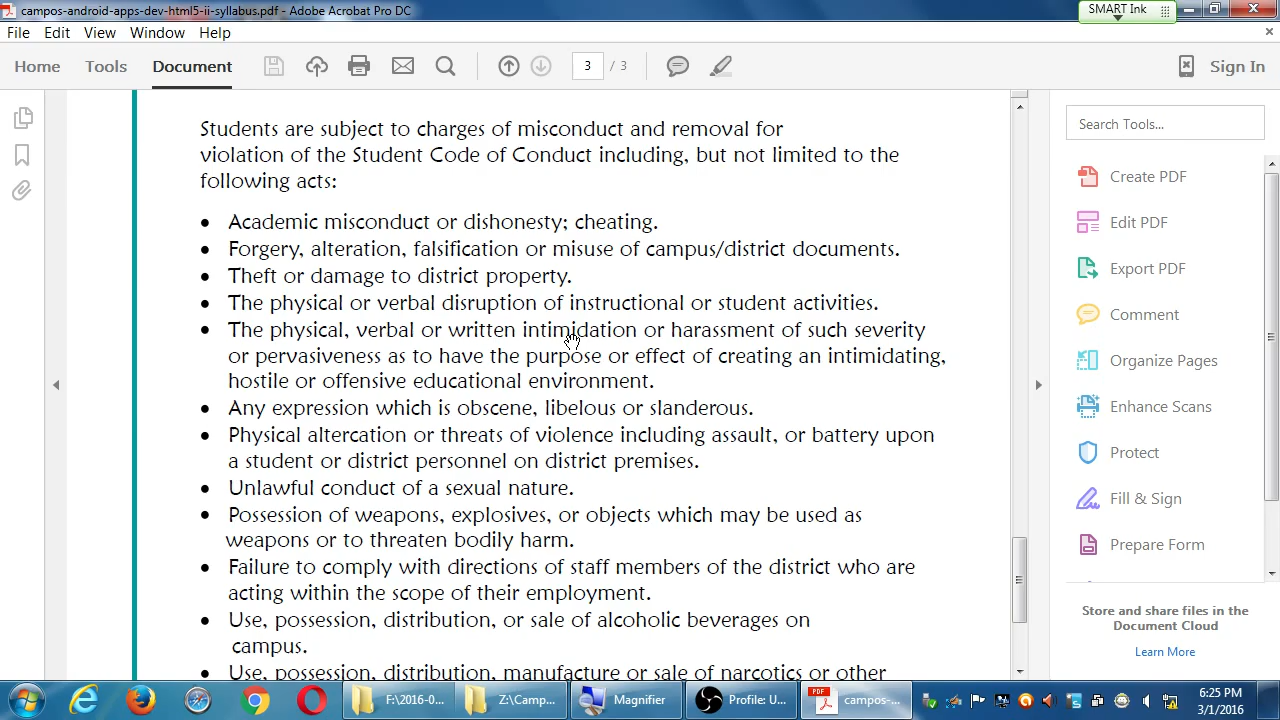 campos-android-apps-dev-html5-ii-syllabus.pdf - Adobe Acrobat Pro DC
SMART Ink
File Edit View Window Help
Home Tools Document 3 / 3 Sign In
Students are subject to charges of misconduct and removal for
violation of the Student Code of Conduct including, but not limited to the
following acts:
• Academic misconduct or dishonesty; cheating.
• Forgery, alteration, falsification or misuse of campus/district documents.
• Theft or damage to district property.
• The physical or verbal disruption of instructional or student activities.
• The physical, verbal or written intimidation or harassment of such severity
or pervasiveness as to have the purpose or effect of creating an intimidating,
hostile or offensive educational environment.
• Any expression which is obscene, libelous or slanderous.
• Physical altercation or threats of violence including assault, or battery upon
a student or district personnel on district premises.
• Unlawful conduct of a sexual nature.
• Possession of weapons, explosives, or objects which may be used as
weapons or to threaten bodily harm.
• Failure to comply with directions of staff members of the district who are
acting within the scope of their employment.
• Use, possession, distribution, or sale of alcoholic beverages on
campus.
• Use, possession, distribution, manufacture or sale of narcotics or other
Search Tools...
Create PDF
Edit PDF
Export PDF
Comment
Organize Pages
Enhance Scans
Protect
Fill & Sign
Prepare Form
Store and share files in the
Document Cloud
Learn More
F:\2016-0... Z:\Camp... Magnifier Profile: U... PDF campos-...
6:25 PM
3/1/2016